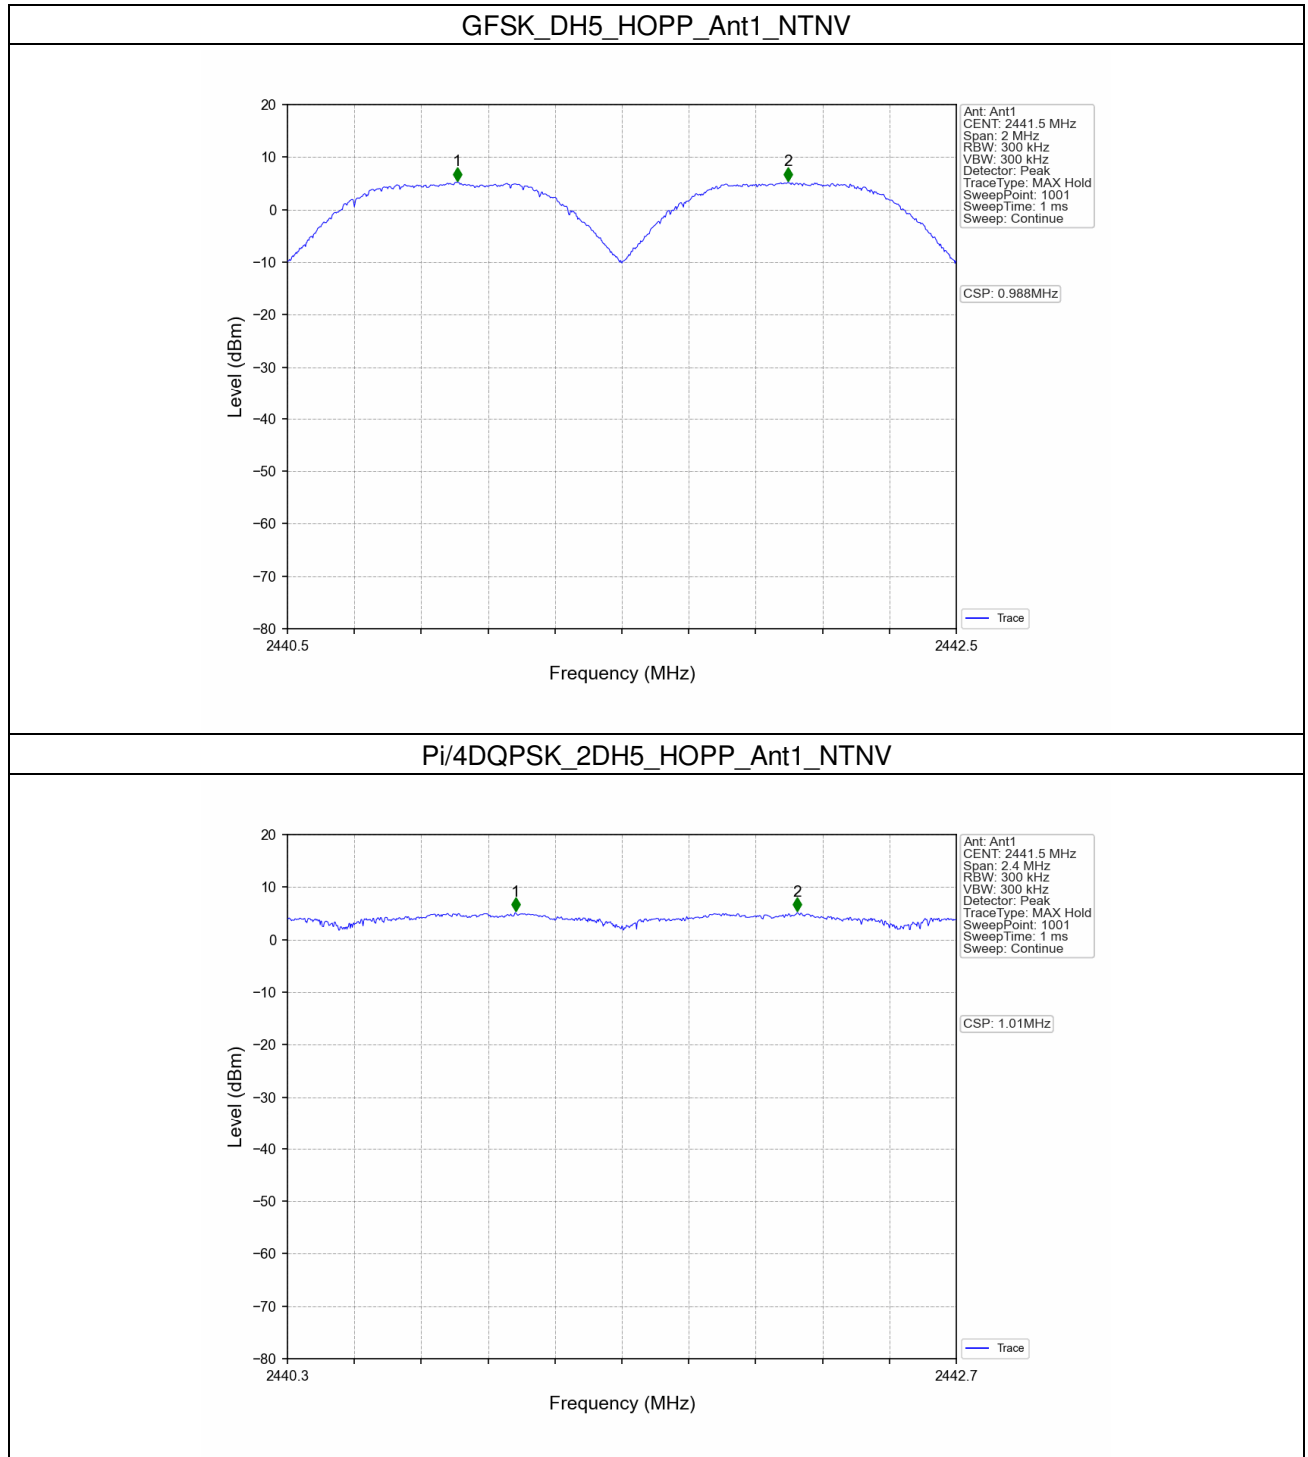 GFSK_DH5_HOPP_Ant1_NTNV
20
10
0
−10
−20
−30
−40
−50
−60
−70
−80
Level (dBm)
1
2
2440.5
2442.5
Frequency (MHz)
Ant: Ant1
CENT: 2441.5 MHz
Span: 2 MHz
RBW: 300 kHz
VBW: 300 kHz
Detector: Peak
TraceType: MAX Hold
SweepPoint: 1001
SweepTime: 1 ms
Sweep: Continue
CSP: 0.988MHz
Trace
Pi/4DQPSK_2DH5_HOPP_Ant1_NTNV
20
10
0
−10
−20
−30
−40
−50
−60
−70
−80
Level (dBm)
1
2
2440.3
2442.7
Frequency (MHz)
Ant: Ant1
CENT: 2441.5 MHz
Span: 2.4 MHz
RBW: 300 kHz
VBW: 300 kHz
Detector: Peak
TraceType: MAX Hold
SweepPoint: 1001
SweepTime: 1 ms
Sweep: Continue
CSP: 1.01MHz
Trace